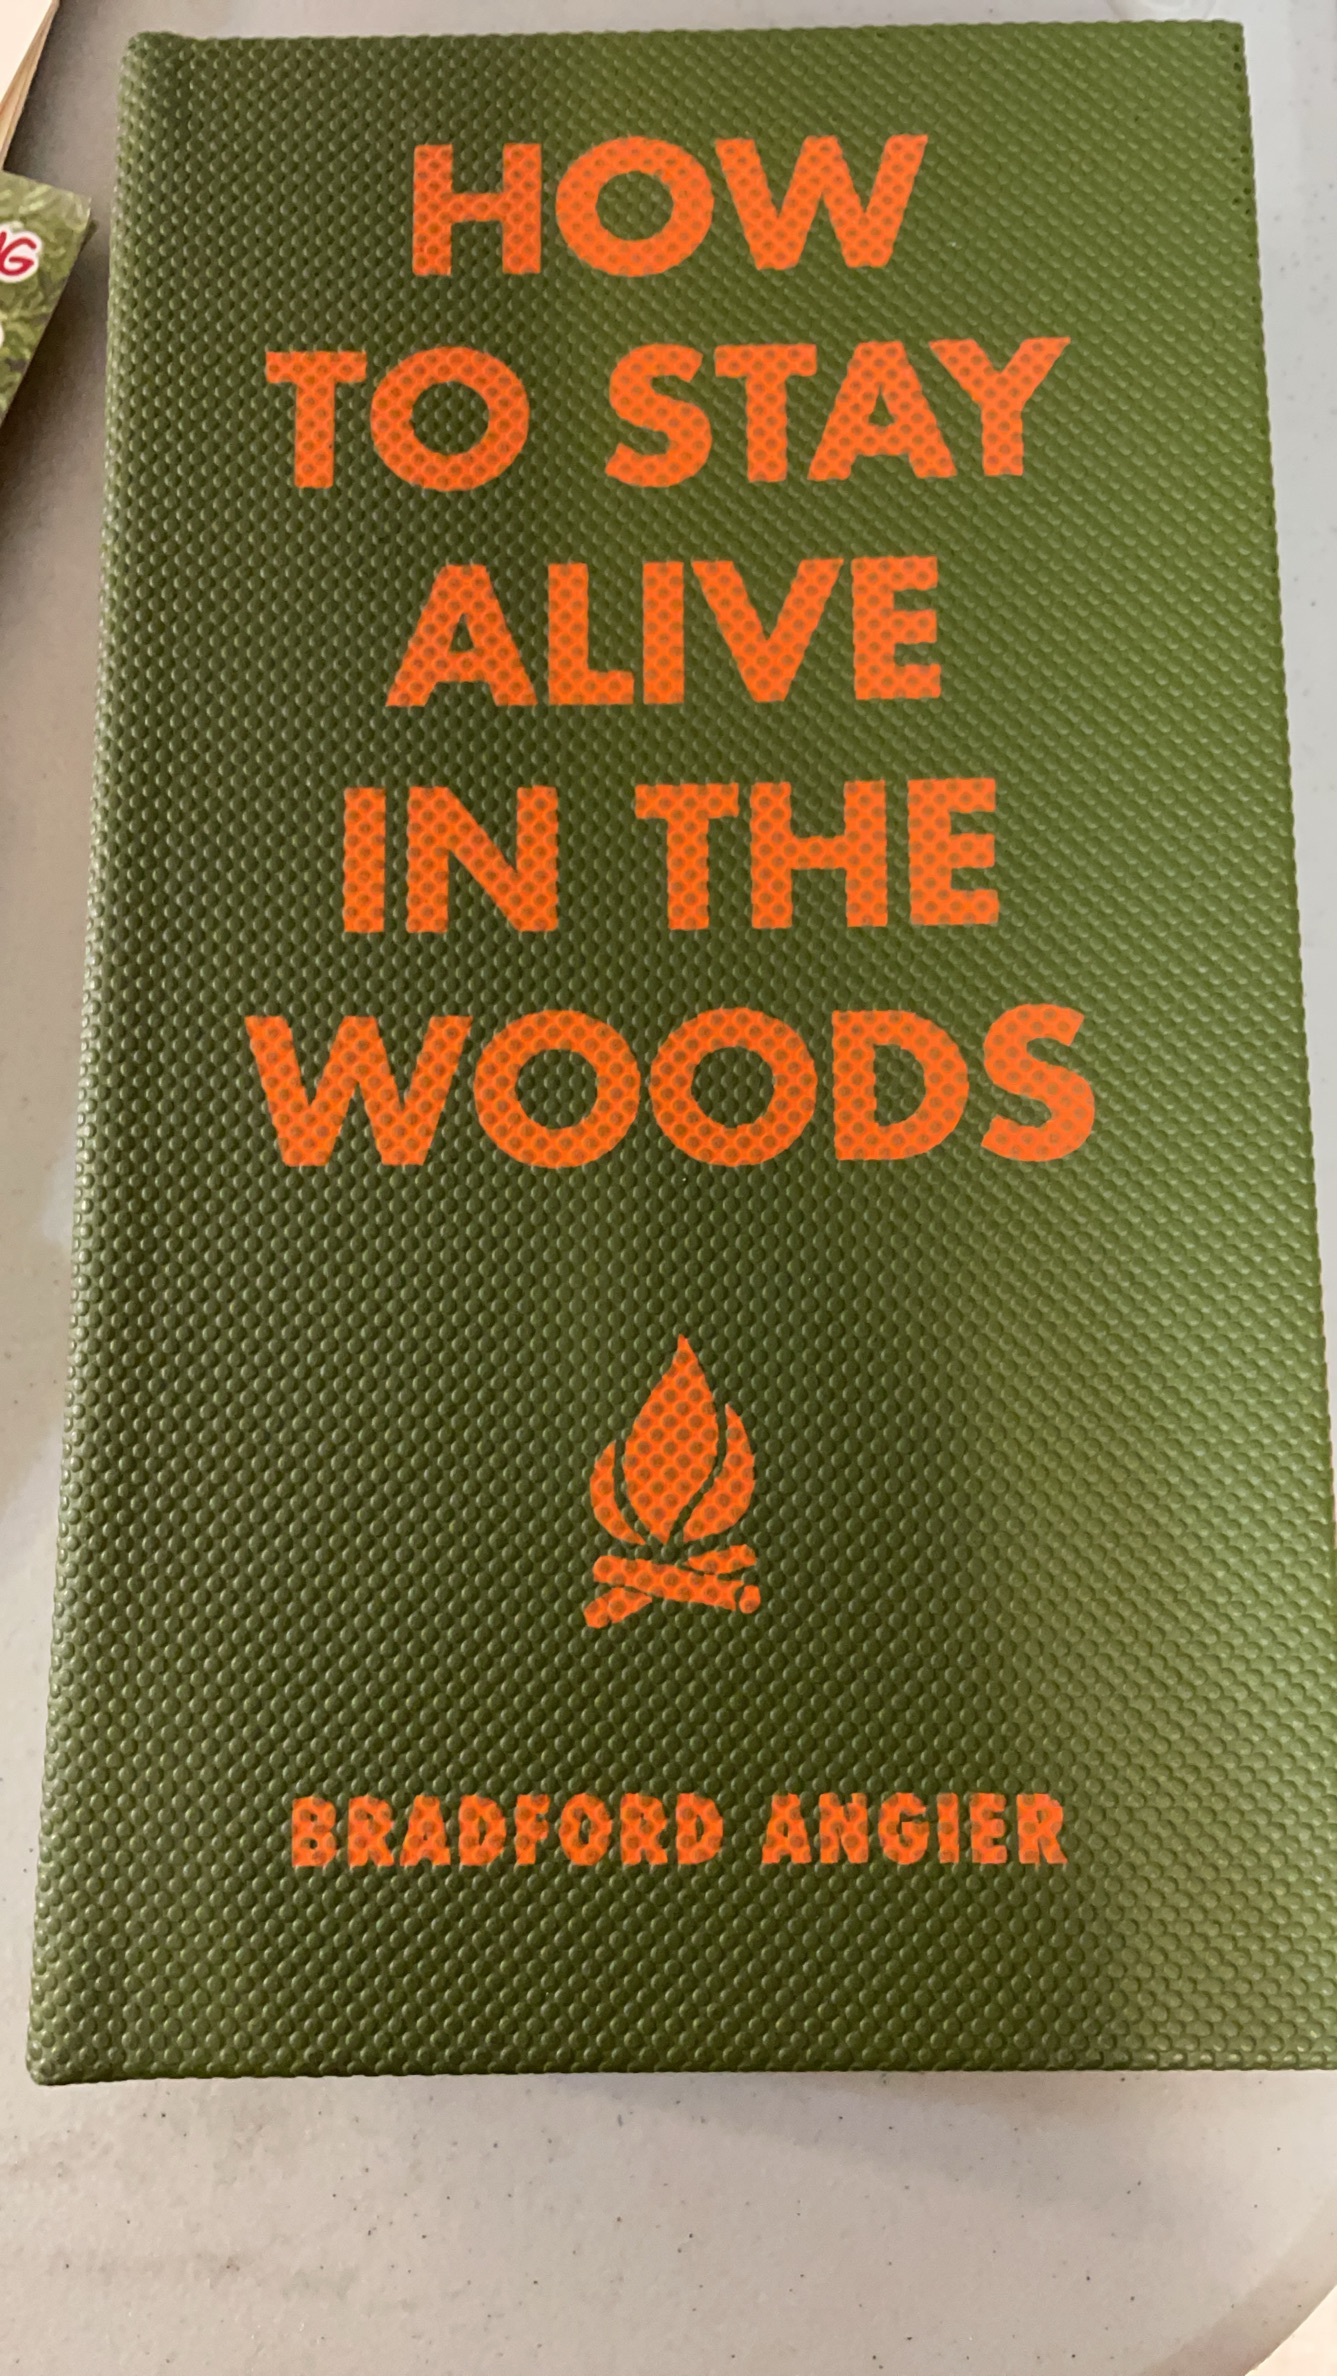 HOW
TO STAY
ALIVE
IN THE
WOODS
BRADFORD ANGIER